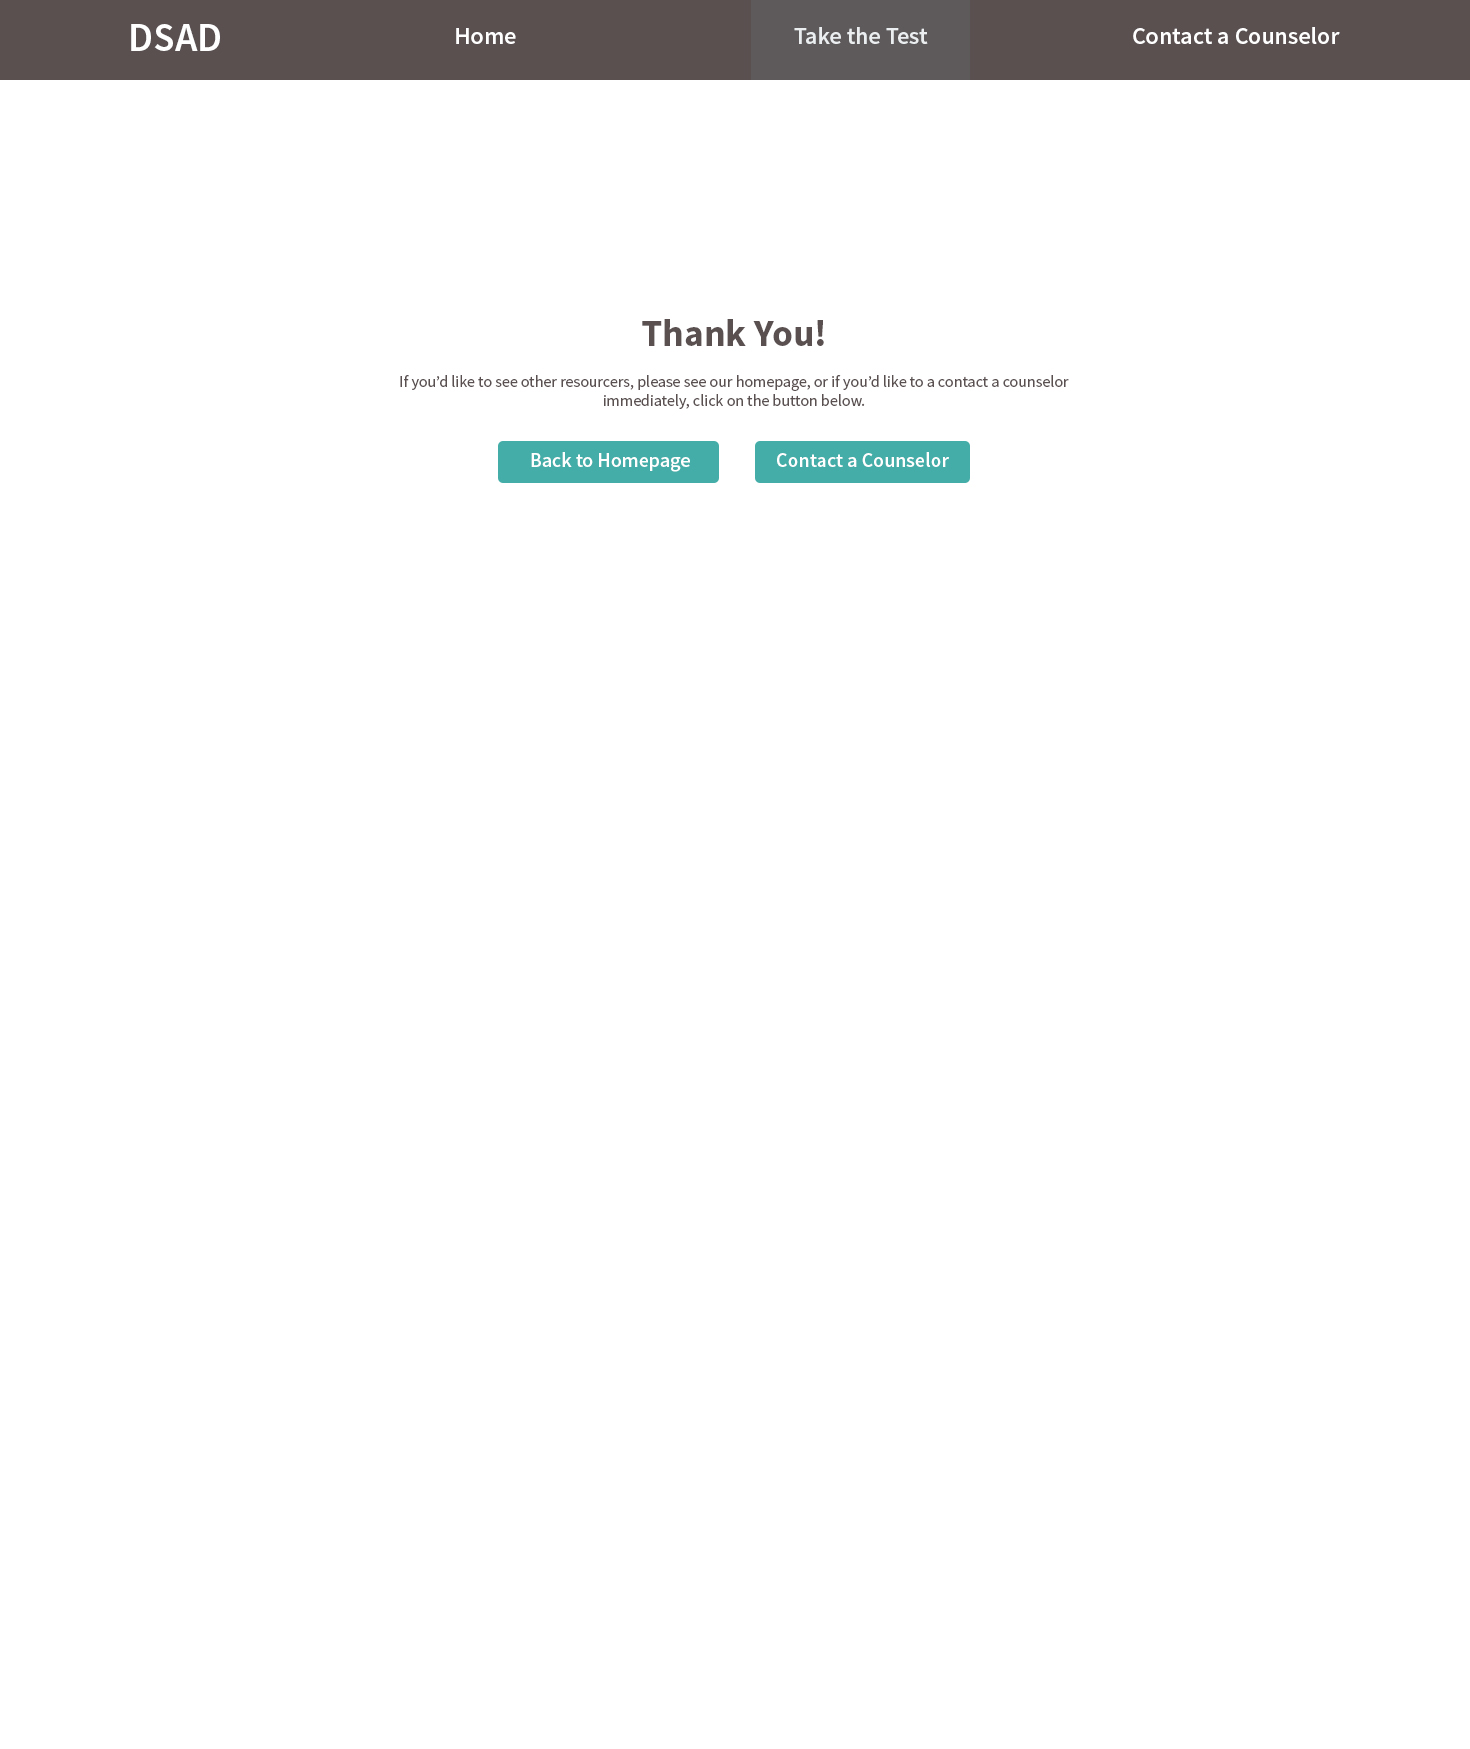 DSAD
Home
Take the Test
Contact a Counselor
Thank You!
If you’d like to see other resourcers, please see our homepage, or if you’d like to a contact a counselor
immediately, click on the button below.
Back to Homepage
Contact a Counselor